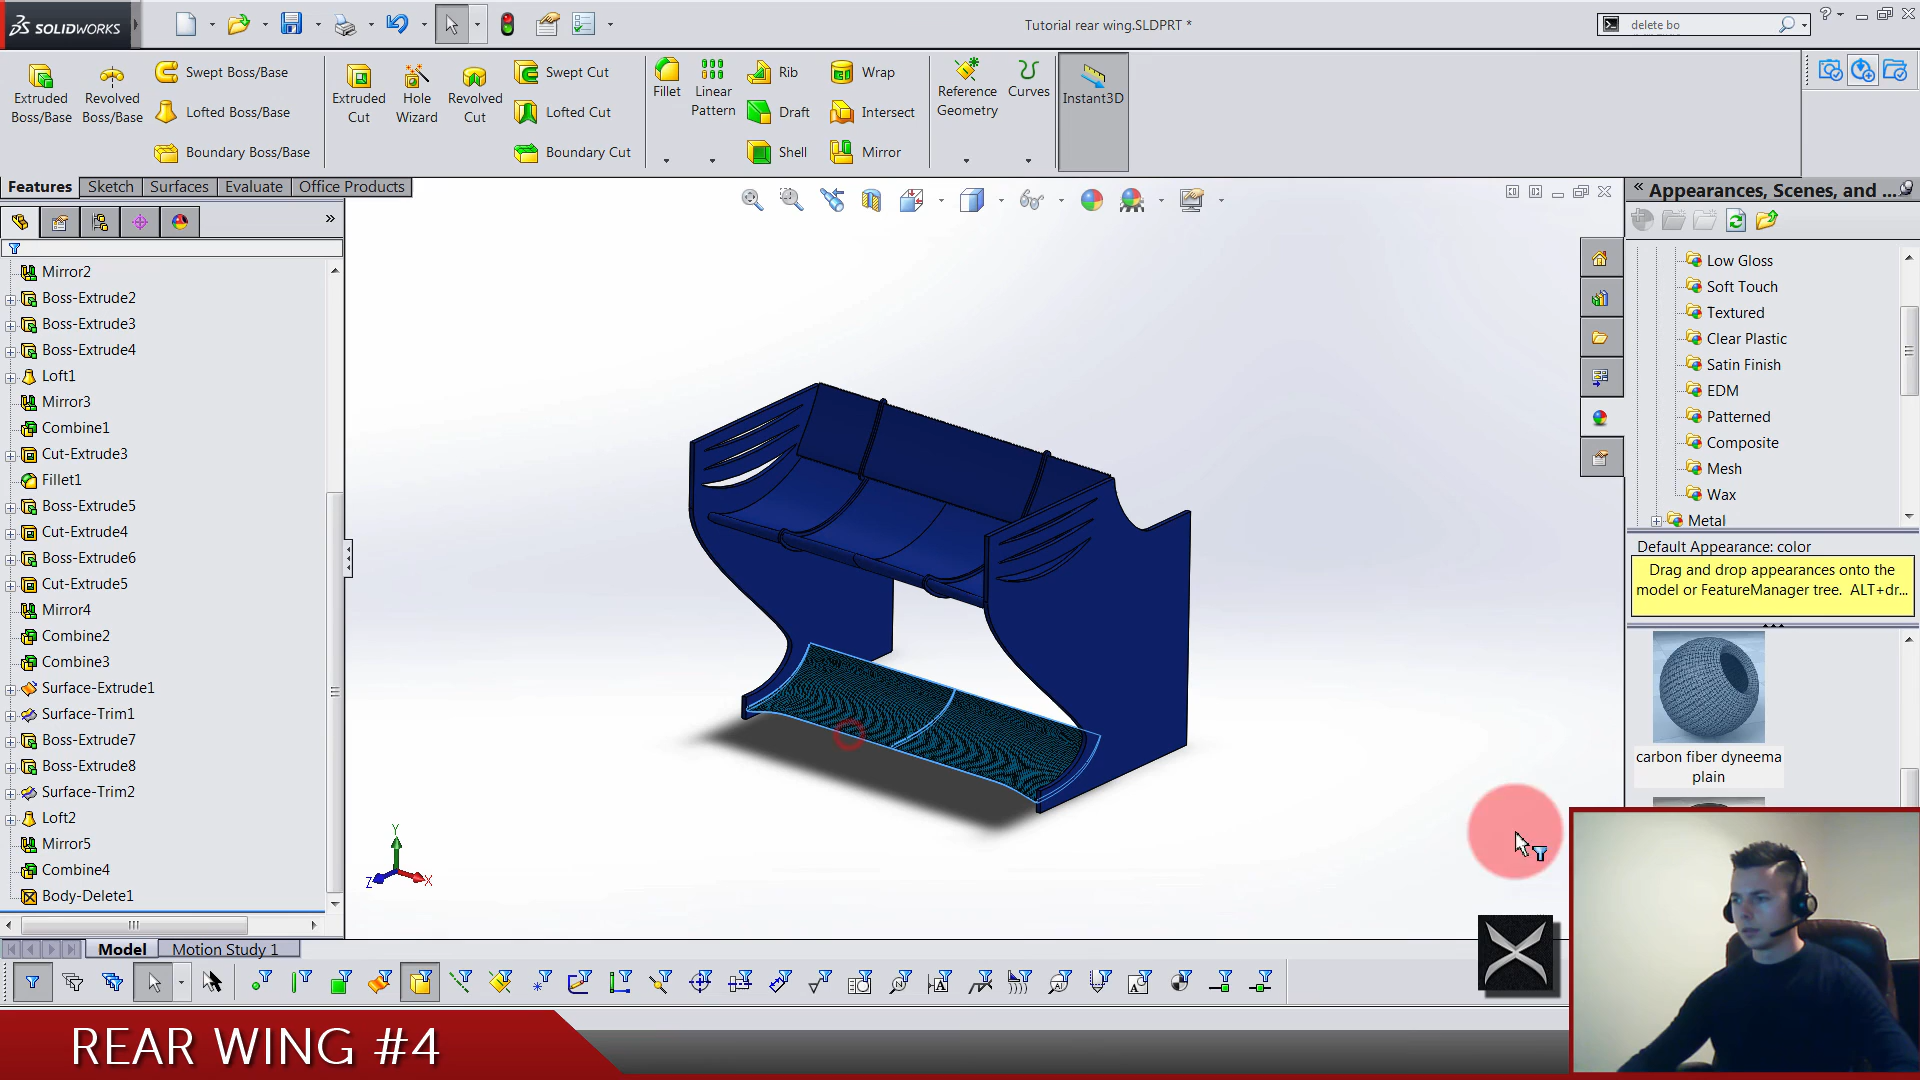 SOLIDWORKS
Tutorial rear wing.SLDPRT *
delete bo
Extruded Boss/Base
Revolved Boss/Base
Swept Boss/Base
Lofted Boss/Base
Boundary Boss/Base
Extruded Cut
Hole Wizard
Revolved Cut
Swept Cut
Lofted Cut
Boundary Cut
Fillet
Linear Pattern
Rib
Draft
Shell
Wrap
Intersect
Mirror
Reference Geometry
Curves
Instant3D
Features
Sketch
Surfaces
Evaluate
Office Products
Mirror2
Boss-Extrude2
Boss-Extrude3
Boss-Extrude4
Loft1
Mirror3
Combine1
Cut-Extrude3
Fillet1
Boss-Extrude5
Cut-Extrude4
Boss-Extrude6
Cut-Extrude5
Mirror4
Combine2
Combine3
Surface-Extrude1
Surface-Trim1
Boss-Extrude7
Boss-Extrude8
Surface-Trim2
Loft2
Mirror5
Combine4
Body-Delete1
Y
Z
X
Appearances, Scenes, and ...
Low Gloss
Soft Touch
Textured
Clear Plastic
Satin Finish
EDM
Patterned
Composite
Mesh
Wax
Metal
Default Appearance: color
Drag and drop appearances onto the
model or FeatureManager tree. ALT+dr...
carbon fiber dyneema
plain
Model
Motion Study 1
REAR WING #4